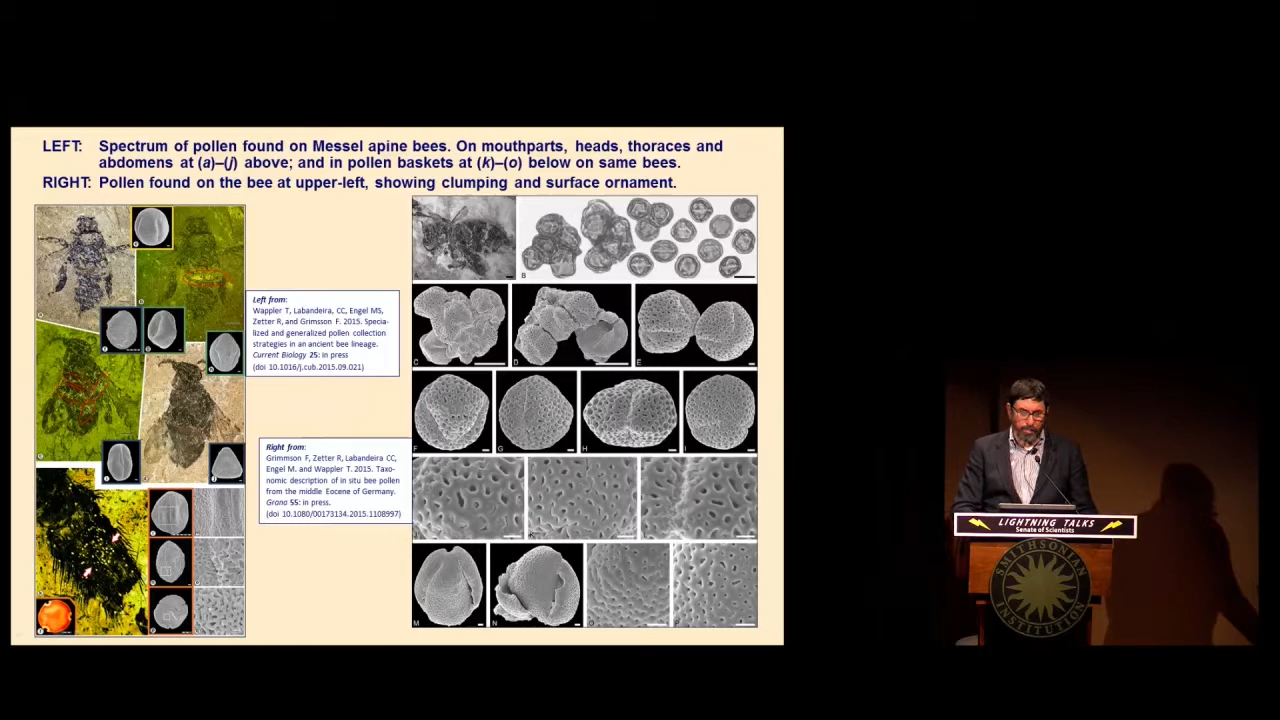 LEFT: Spectrum of pollen found on Messel apine bees. On mouthparts, heads, thoraces and
abdomens at (a)–(j) above; and in pollen baskets at (k)–(o) below on same bees.
RIGHT: Pollen found on the bee at upper-left, showing clumping and surface ornament.
Left from:
Wappler T, Labandeira, CC, Engel MS,
Zetter R, and Grimsson F. 2015. Specia-
lized and generalized pollen collection
strategies in an ancient bee lineage.
Current Biology 25: in press
(doi 10.1016/j.cub.2015.09.021)
Right from:
Grimmson F, Zetter R, Labandeira CC,
Engel M. and Wappler T. 2015. Taxo-
nomic description of in situ bee pollen
from the middle Eocene of Germany.
Grana 55: in press.
(doi 10.1080/00173134.2015.1108997)
B
C
D
E
F
G
H
I
M
N
O
LIGHTNING TALKS
Senate of Scientists
SMITHSONIAN
INSTITUTION